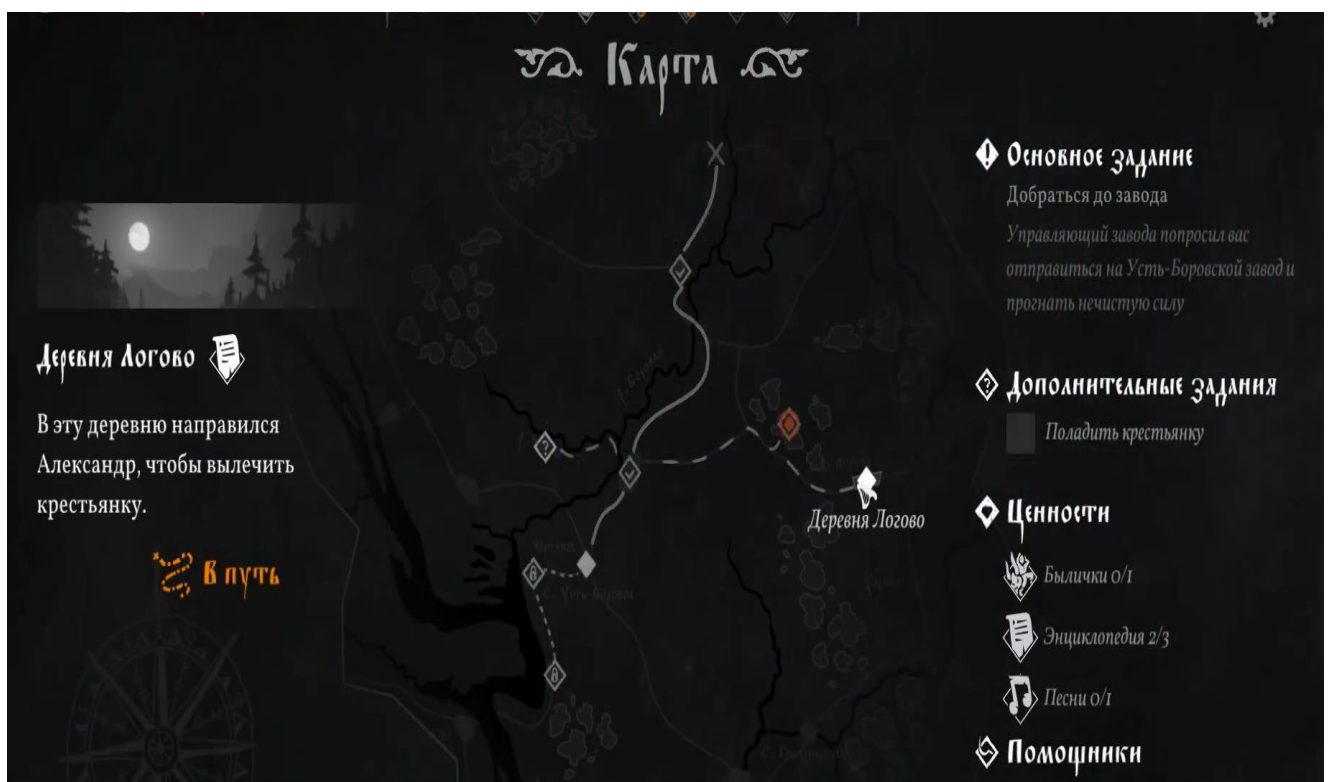 Карта
Деревня Логово
В эту деревню направился
Александр, чтобы вылечить
крестьянку.
В путь
Деревня Логово
Основное задание
Добраться до завода
Управляющий завода попросил вас
отправиться на Усть-Боровской завод и
прогнать нечистую силу
Дополнительные задания
Поладить крестьянку
Ценности
Былички 0/1
Энциклопедия 2/3
Песни 0/1
Помощники